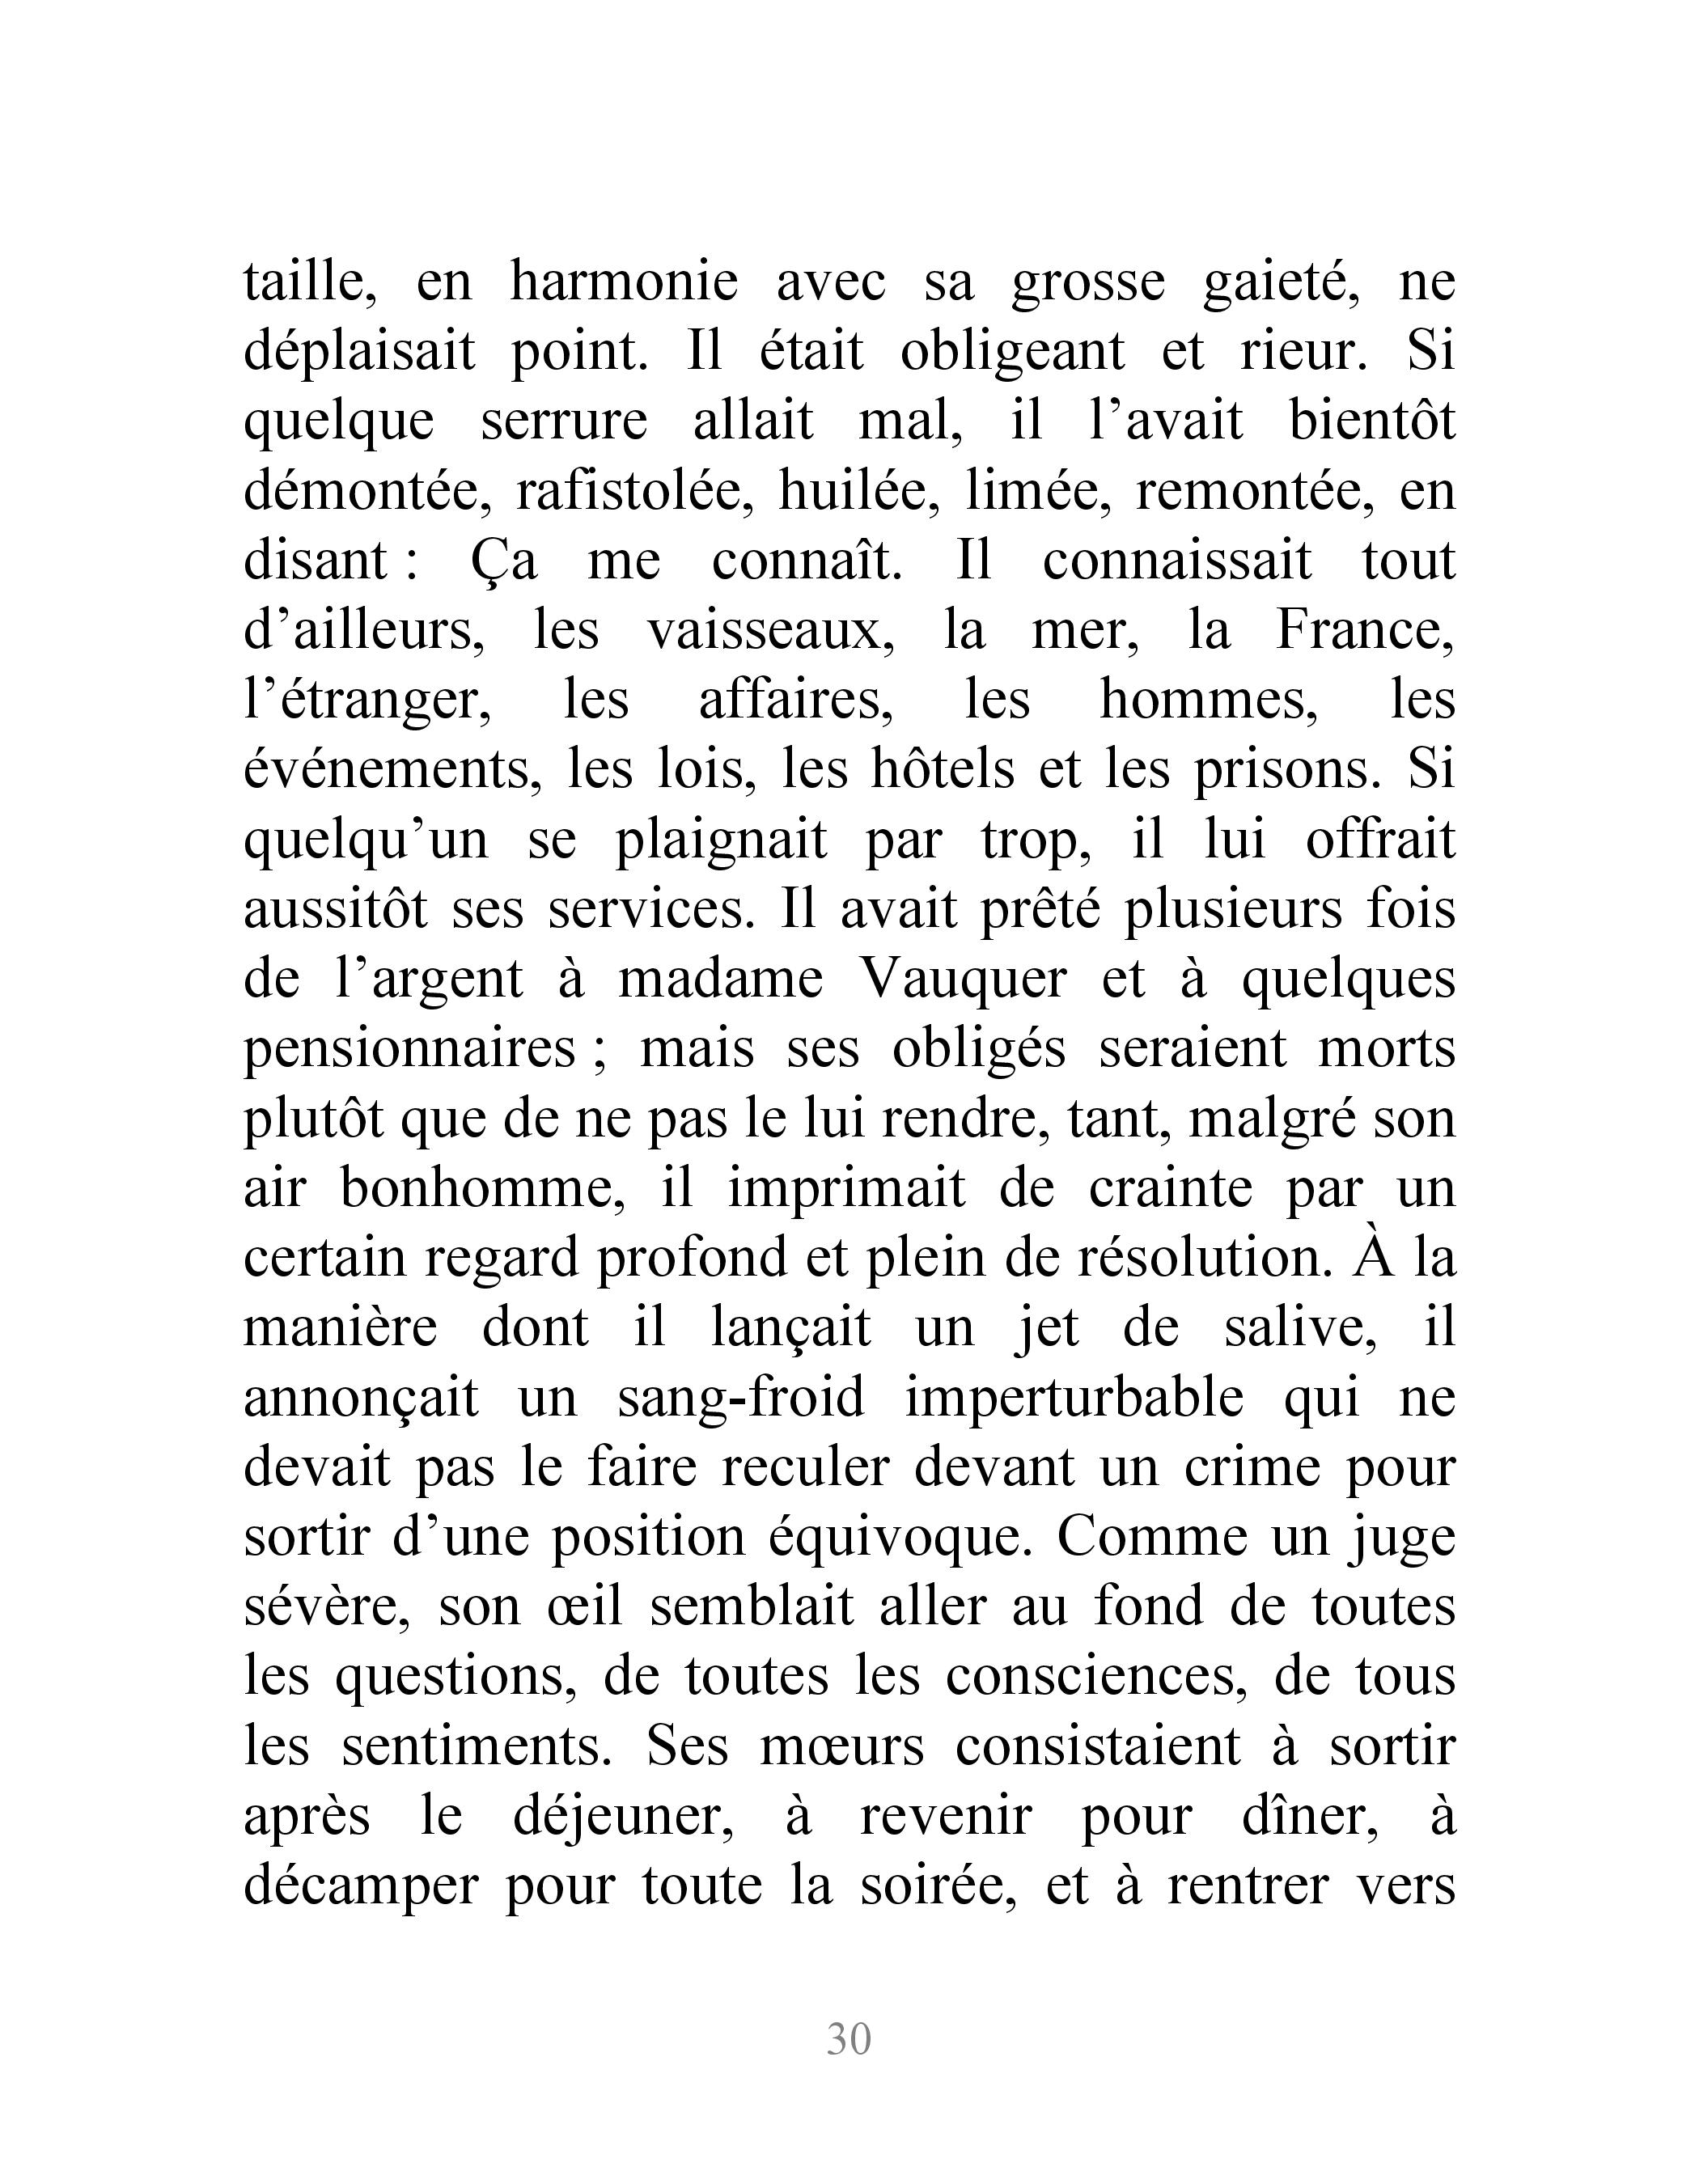 taille, en harmonie avec sa grosse gaieté, ne
déplaisait point. Il était obligeant et rieur. Si
quelque serrure allait mal, il l’avait bientôt
démontée, rafistolée, huilée, limée, remontée, en
disant : Ça me connaît. Il connaissait tout
d’ailleurs, les vaisseaux, la mer, la France,
l’étranger, les affaires, les hommes, les
événements, les lois, les hôtels et les prisons. Si
quelqu’un se plaignait par trop, il lui offrait
aussitôt ses services. Il avait prêté plusieurs fois
de l’argent à madame Vauquer et à quelques
pensionnaires ; mais ses obligés seraient morts
plutôt que de ne pas le lui rendre, tant, malgré son
air bonhomme, il imprimait de crainte par un
certain regard profond et plein de résolution. À la
manière dont il lançait un jet de salive, il
annonçait un sang-froid imperturbable qui ne
devait pas le faire reculer devant un crime pour
sortir d’une position équivoque. Comme un juge
sévère, son œil semblait aller au fond de toutes
les questions, de toutes les consciences, de tous
les sentiments. Ses mœurs consistaient à sortir
après le déjeuner, à revenir pour dîner, à
décamper pour toute la soirée, et à rentrer vers
30